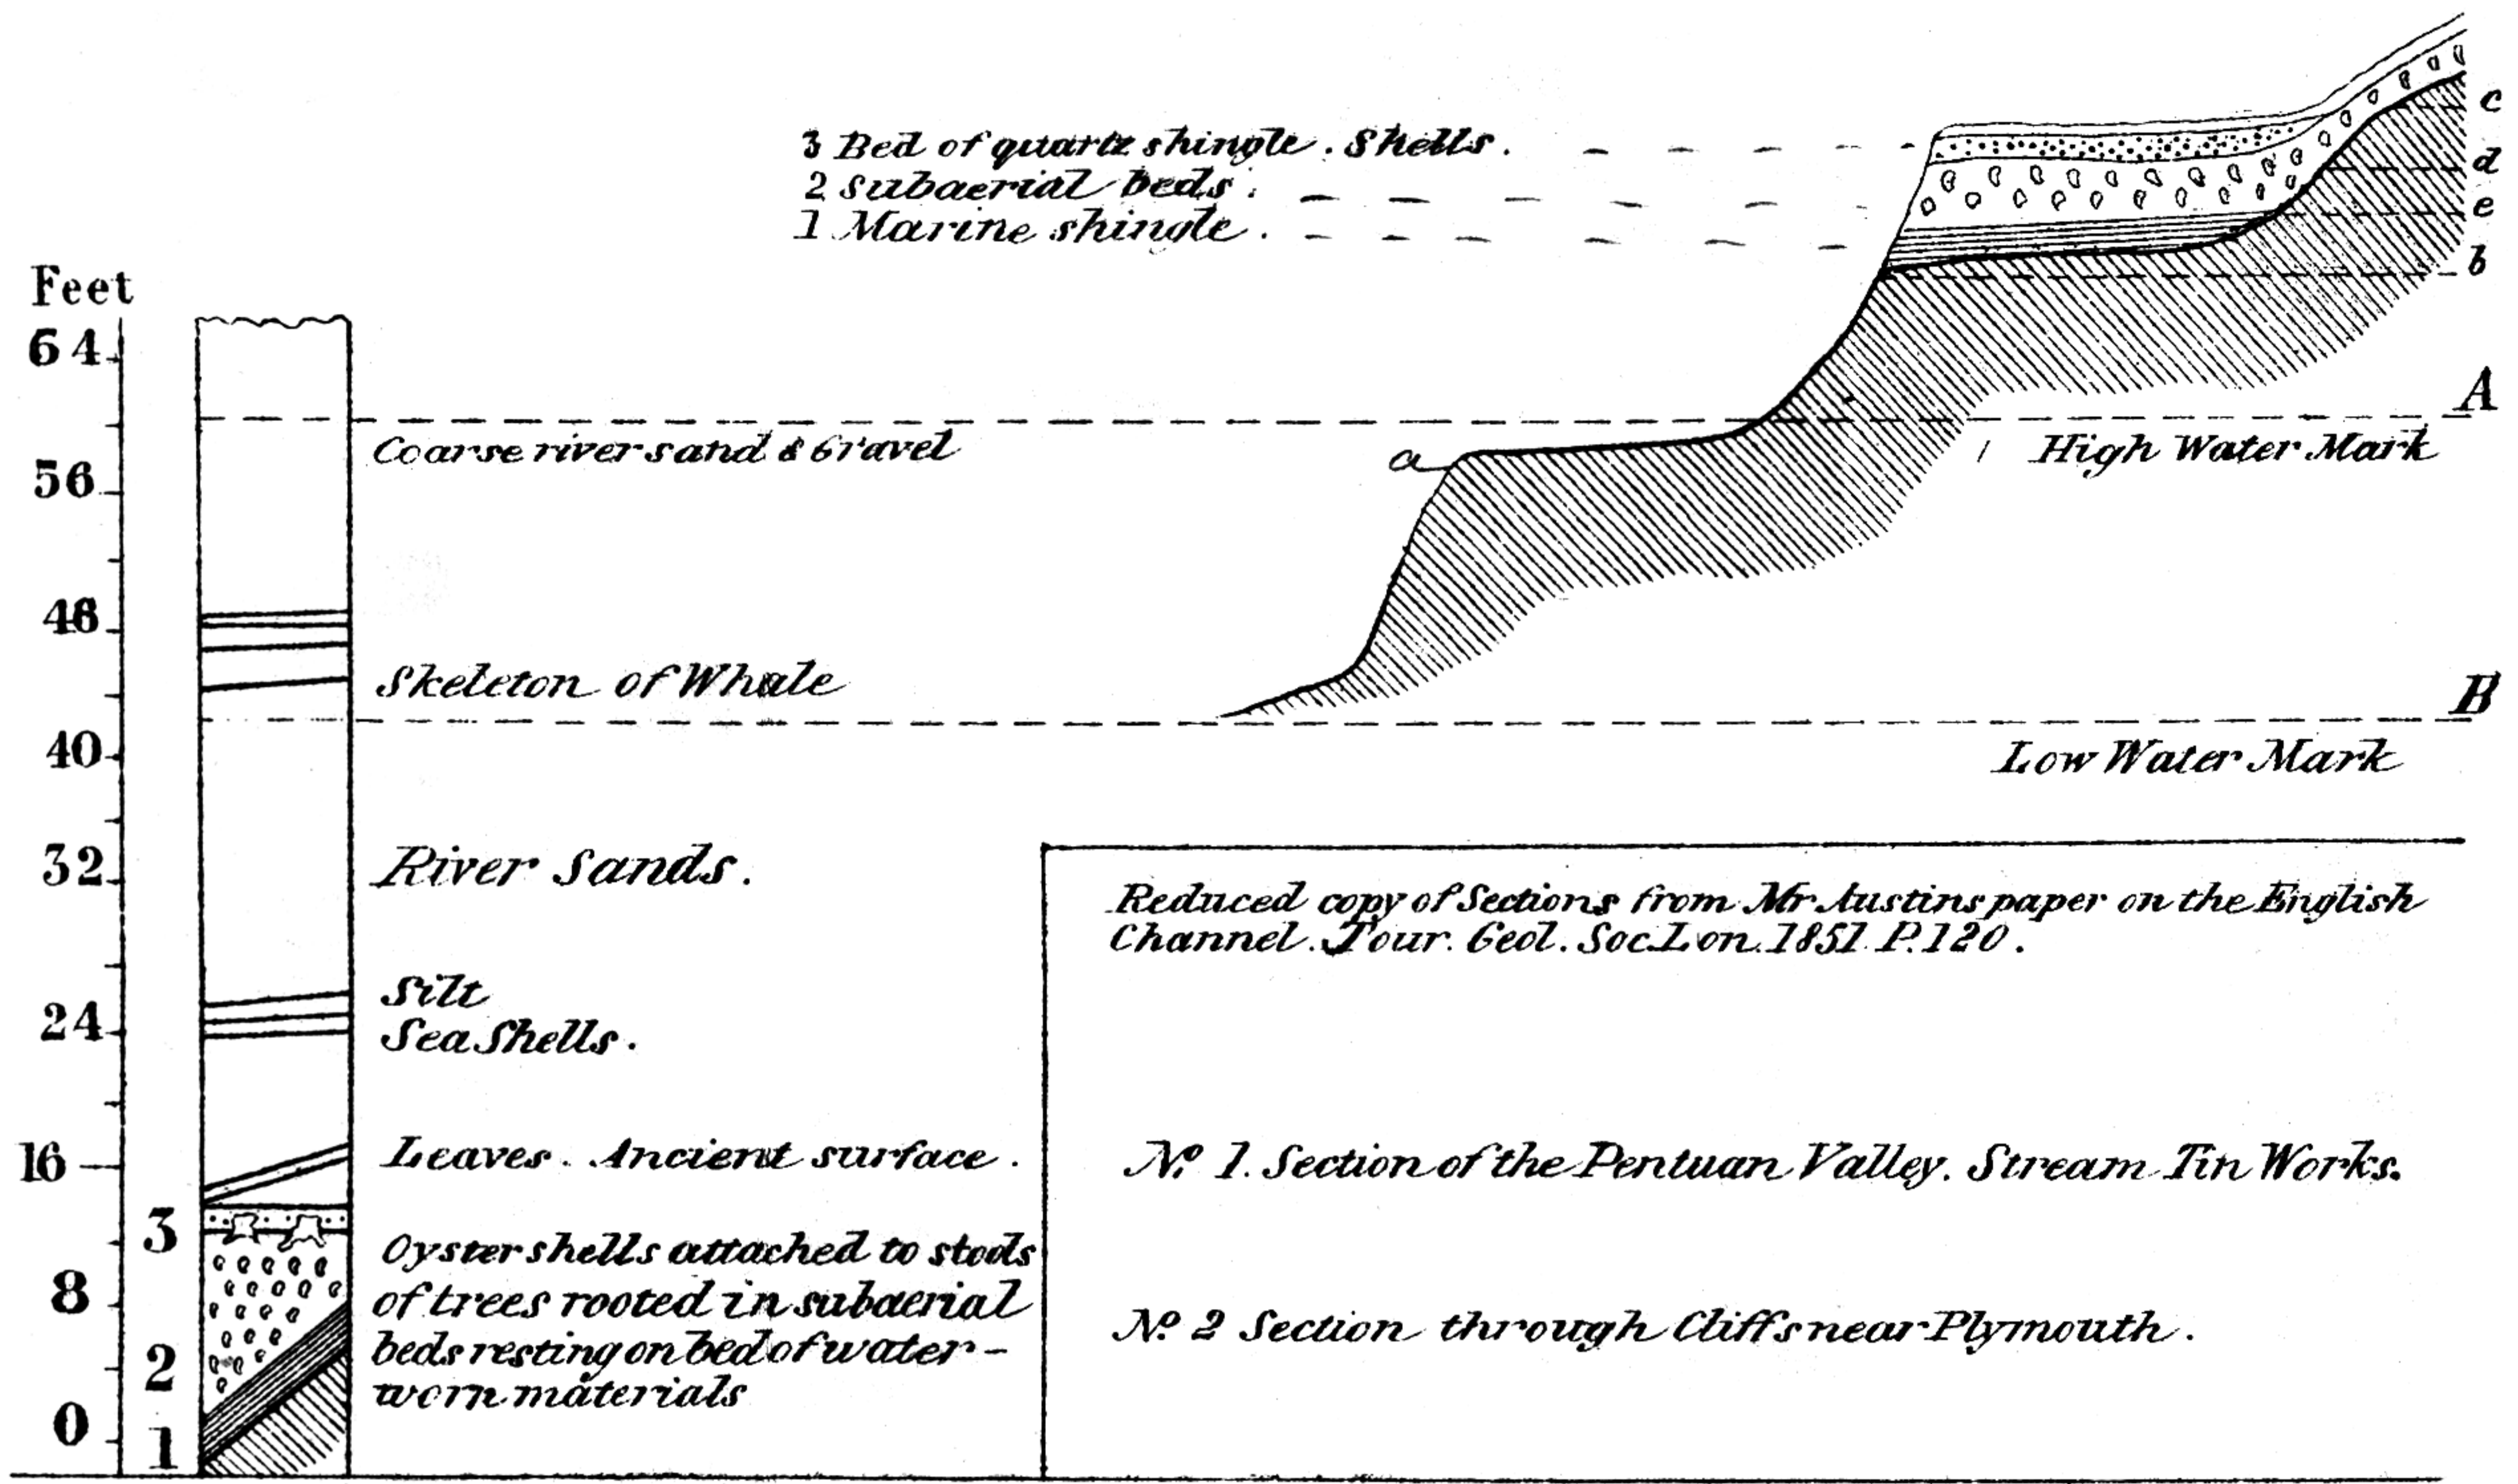 3 Bed of quartz shingle. Shells.
2 Subaerial beds.
1 Marine shingle.
c
d
e
b
Feet
64
A
Coarse river sand & Gravel
a
High Water Mark
56
48
Skeleton of Whale
B
40
Low Water Mark
River Sands.
32
Reduced copy of Sections from Mr Austins paper on the English
Channel. Jour. Geol. Soc. Lon. 1851. P. 120.
Silt
24
Sea Shells.
16
Leaves. Ancient surface.
No. 1. Section of the Pentuan Valley. Stream Tin Works.
3
Oyster shells attached to stools
8
of trees rooted in subaerial
No. 2 Section through Cliffs near Plymouth.
2
beds resting on bed of water-
worn materials
0
1